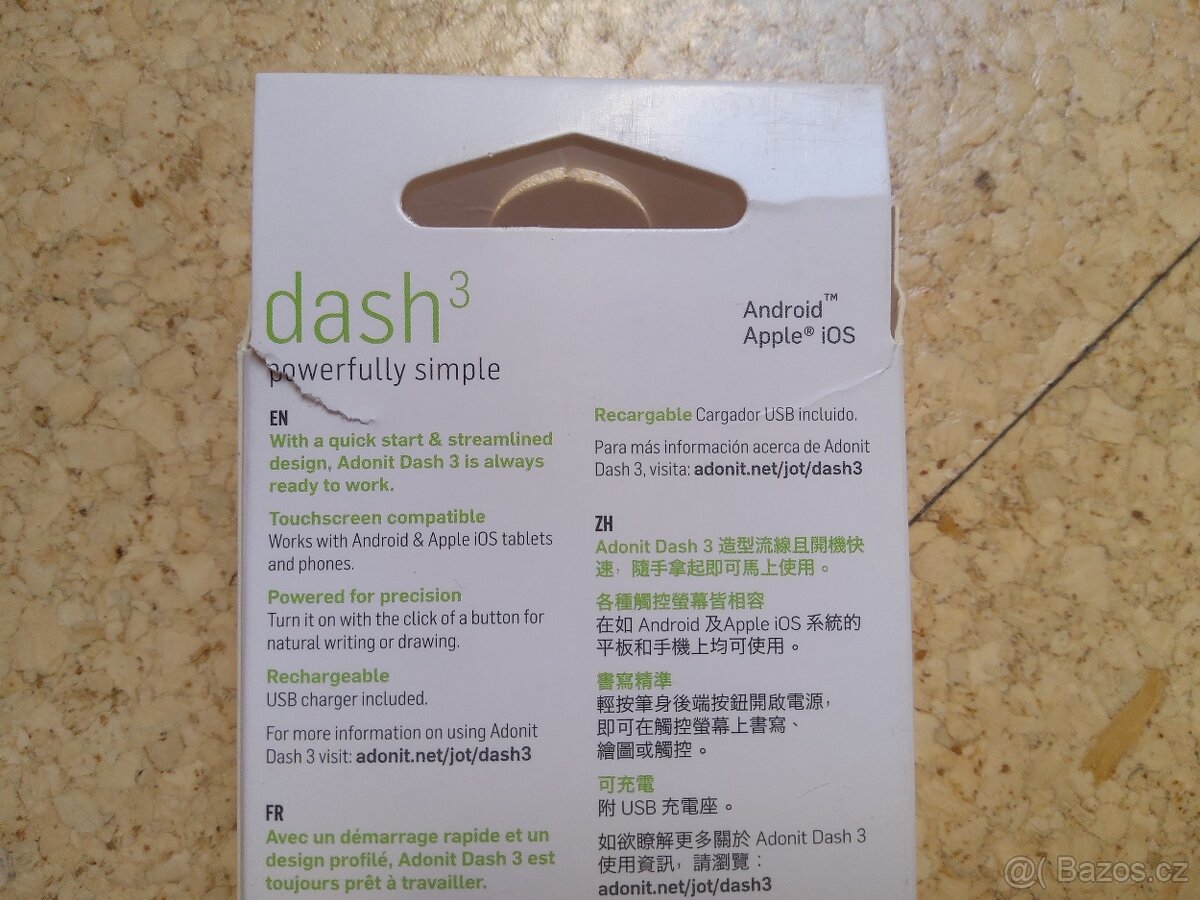 dash³
powerfully simple
Android™
Apple® iOS
EN
With a quick start & streamlined
design, Adonit Dash 3 is always
ready to work.
Touchscreen compatible
Works with Android & Apple iOS tablets
and phones.
Powered for precision
Turn it on with the click of a button for
natural writing or drawing.
Rechargeable
USB charger included.
For more information on using Adonit
Dash 3 visit: adonit.net/jot/dash3
FR
Avec un démarrage rapide et un
design profilé, Adonit Dash 3 est
toujours prêt à travailler.
Recargable Cargador USB incluido.
Para más información acerca de Adonit
Dash 3, visita: adonit.net/jot/dash3
ZH
Adonit Dash 3 造型流線且開機快
速，隨手拿起即可馬上使用。
各種觸控螢幕皆相容
在如 Android 及Apple iOS 系統的
平板和手機上均可使用。
書寫精準
輕按筆身後端按鈕開啟電源，
即可在觸控螢幕上書寫、
繪圖或觸控。
可充電
附 USB 充電座。
如欲瞭解更多關於 Adonit Dash 3
使用資訊，請瀏覽：
adonit.net/jot/dash3
@( Bazos.cz